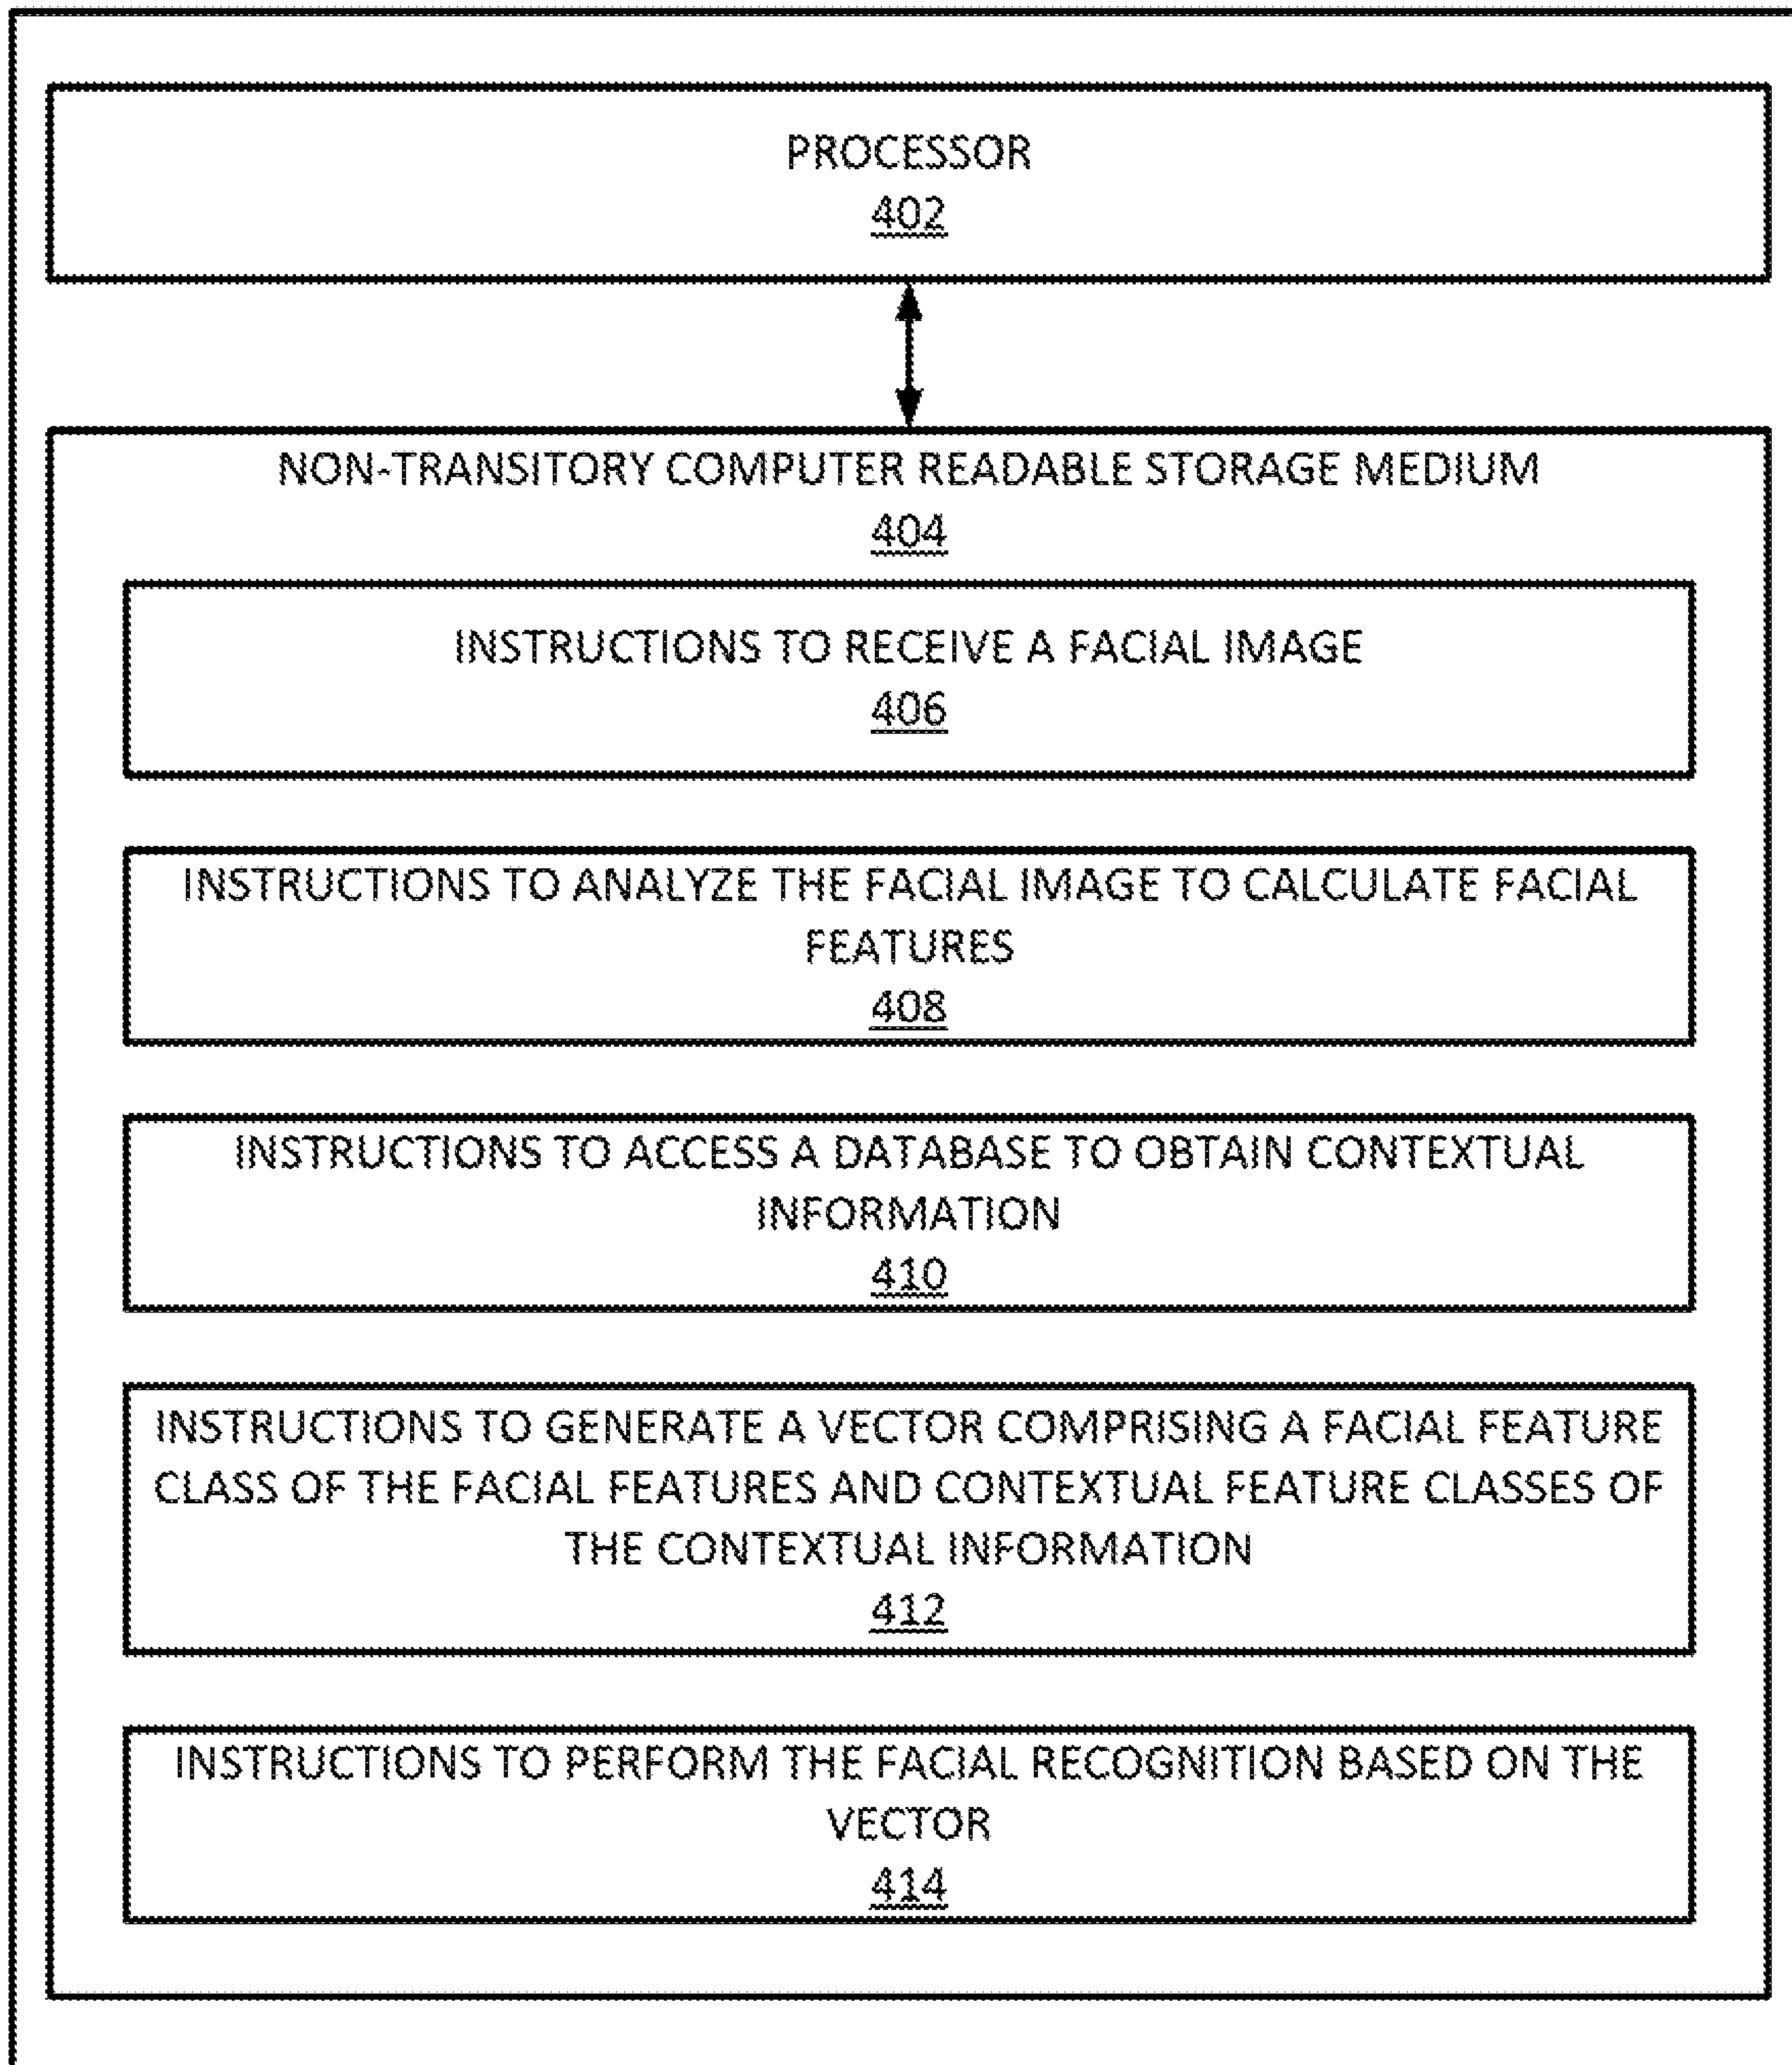 PROCESSOR
402
NON-TRANSITORY COMPUTER READABLE STORAGE MEDIUM
404
INSTRUCTIONS TO RECEIVE A FACIAL IMAGE
406
INSTRUCTIONS TO ANALYZE THE FACIAL IMAGE TO CALCULATE FACIAL
FEATURES
408
INSTRUCTIONS TO ACCESS A DATABASE TO OBTAIN CONTEXTUAL
INFORMATION
410
INSTRUCTIONS TO GENERATE A VECTOR COMPRISING A FACIAL FEATURE
CLASS OF THE FACIAL FEATURES AND CONTEXTUAL FEATURE CLASSES OF
THE CONTEXTUAL INFORMATION
412
INSTRUCTIONS TO PERFORM THE FACIAL RECOGNITION BASED ON THE
VECTOR
414